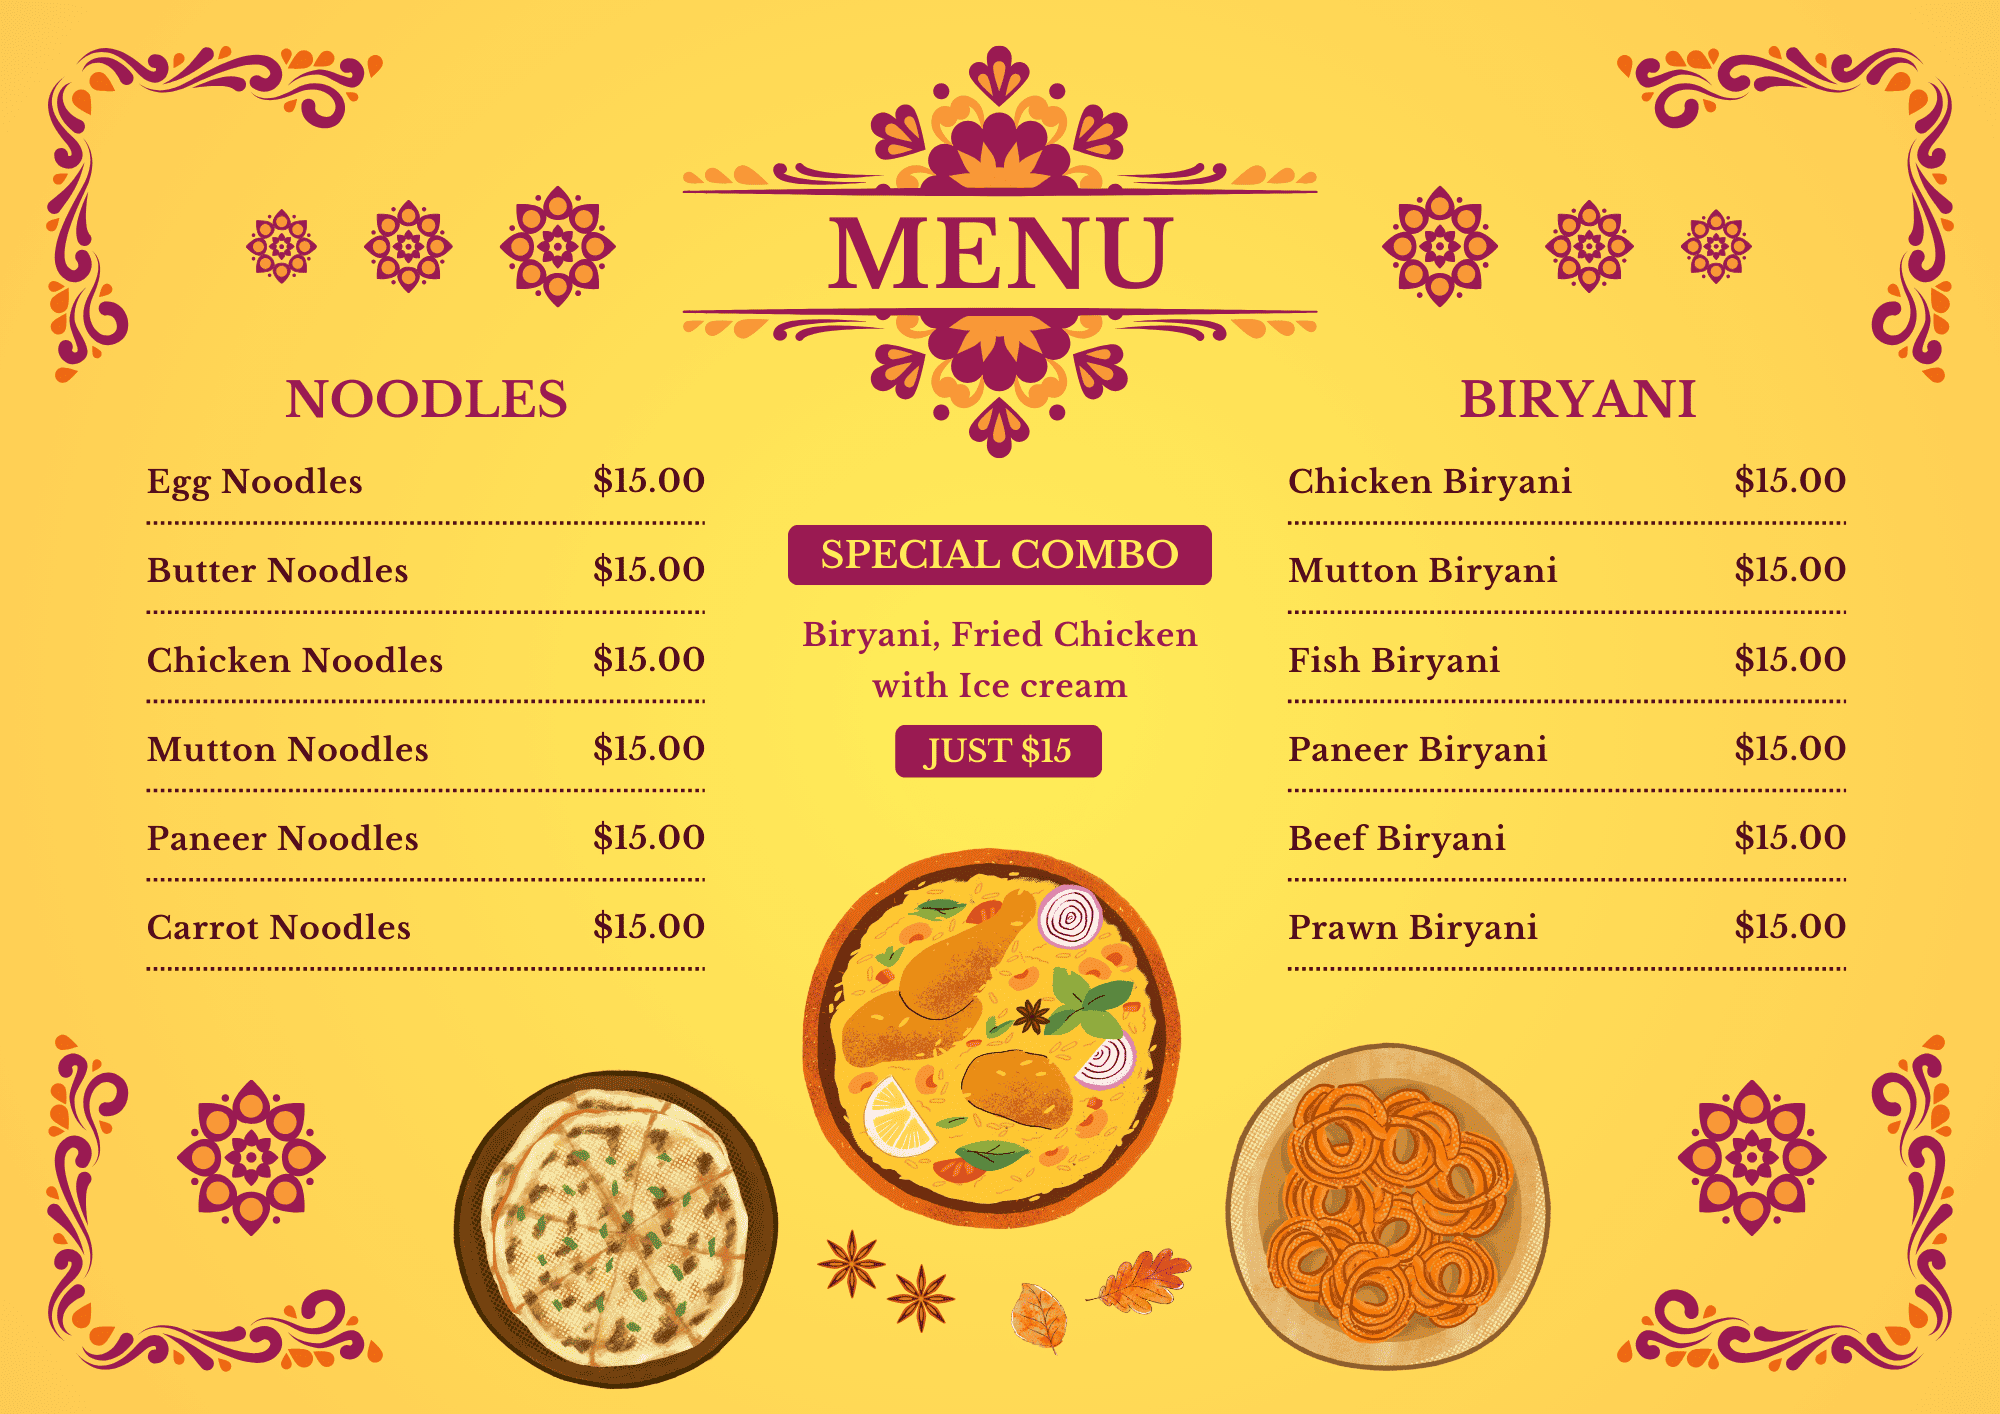 MENU
NOODLES
Egg Noodles $15.00
Butter Noodles $15.00
Chicken Noodles $15.00
Mutton Noodles $15.00
Paneer Noodles $15.00
Carrot Noodles $15.00
SPECIAL COMBO
Biryani, Fried Chicken
with Ice cream
JUST $15
BIRYANI
Chicken Biryani $15.00
Mutton Biryani $15.00
Fish Biryani $15.00
Paneer Biryani $15.00
Beef Biryani $15.00
Prawn Biryani $15.00